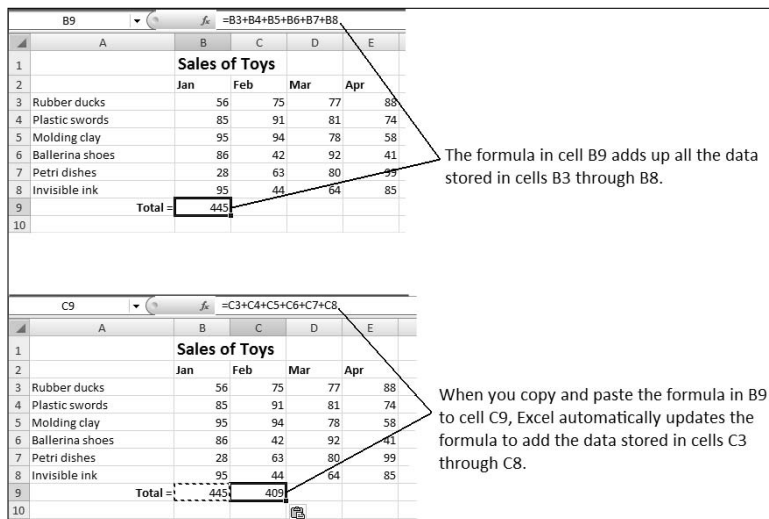 B9 fx =B3+B4+B5+B6+B7+B8
A B C D E
1 Sales of Toys
2 Jan Feb Mar Apr
3 Rubber ducks 56 75 77 88
4 Plastic swords 85 91 81 74
5 Molding clay 95 94 78 58
6 Ballerina shoes 86 42 92 41
7 Petri dishes 28 63 80 99
8 Invisible ink 95 44 64 85
9 Total = 445
10
The formula in cell B9 adds up all the data
stored in cells B3 through B8.
C9 fx =C3+C4+C5+C6+C7+C8
A B C D E
1 Sales of Toys
2 Jan Feb Mar Apr
3 Rubber ducks 56 75 77 88
4 Plastic swords 85 91 81 74
5 Molding clay 95 94 78 58
6 Ballerina shoes 86 42 92 41
7 Petri dishes 28 63 80 99
8 Invisible ink 95 44 64 85
9 Total = 445 409
10
When you copy and paste the formula in B9
to cell C9, Excel automatically updates the
formula to add the data stored in cells C3
through C8.